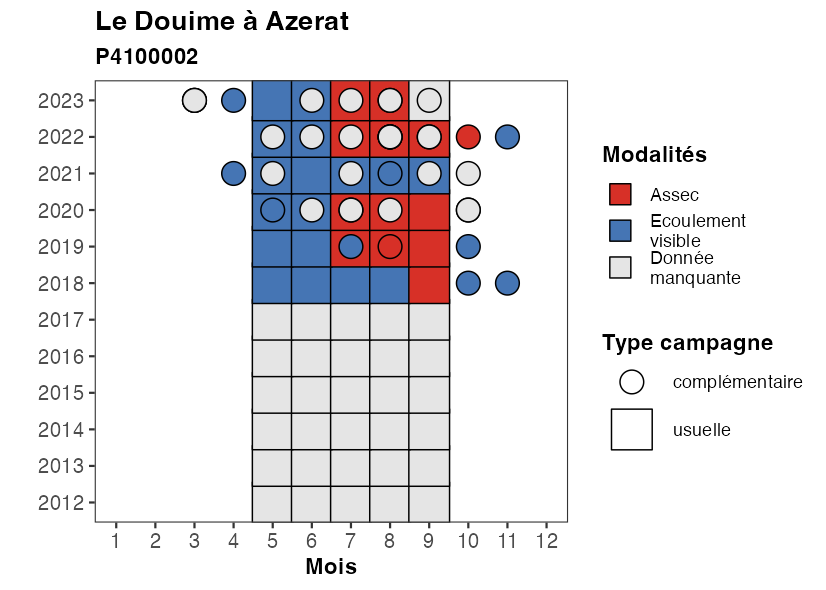 Le Douime à Azerat
P4100002
2023
2022
2021
2020
2019
2018
2017
2016
2015
2014
2013
2012
1 2 3 4 5 6 7 8 9 10 11 12
Mois
Modalités
Assec
Ecoulement
visible
Donnée
manquante
Type campagne
complémentaire
usuelle